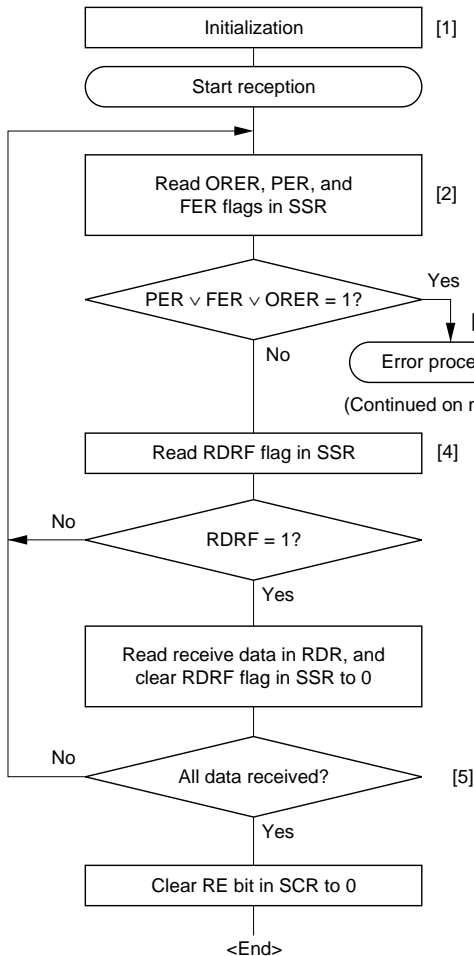 Initialization
[1]
Start reception
Read ORER, PER, and
FER flags in SSR
[2]
PER ∨ FER ∨ ORER = 1?
Yes
[
No
Error proce
(Continued on n
Read RDRF flag in SSR
[4]
No
RDRF = 1?
Yes
Read receive data in RDR, and
clear RDRF flag in SSR to 0
No
All data received?
[5]
Yes
Clear RE bit in SCR to 0
<End>